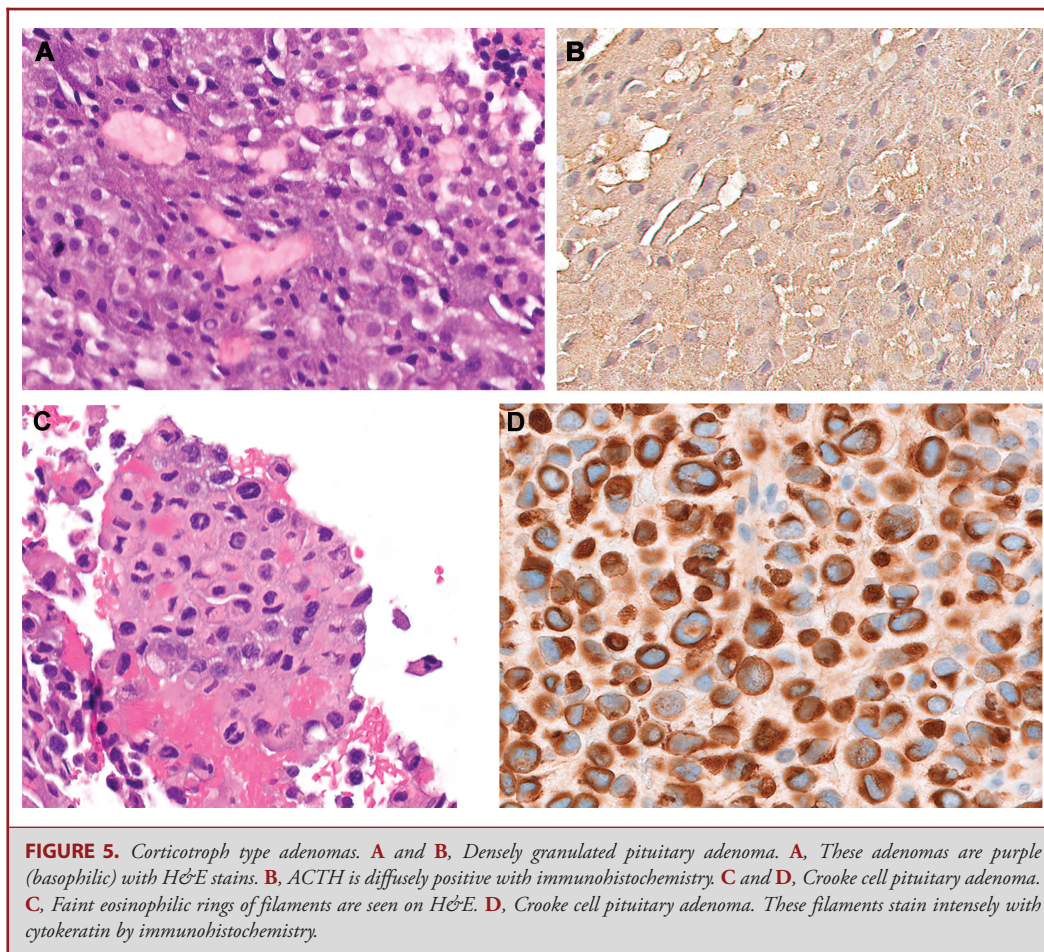 A
B
C
D
FIGURE 5. Corticotroph type adenomas. A and B, Densely granulated pituitary adenoma. A, These adenomas are purple
(basophilic) with H&E stains. B, ACTH is diffusely positive with immunohistochemistry. C and D, Crooke cell pituitary adenoma.
C, Faint eosinophilic rings of filaments are seen on H&E. D, Crooke cell pituitary adenoma. These filaments stain intensely with
cytokeratin by immunohistochemistry.